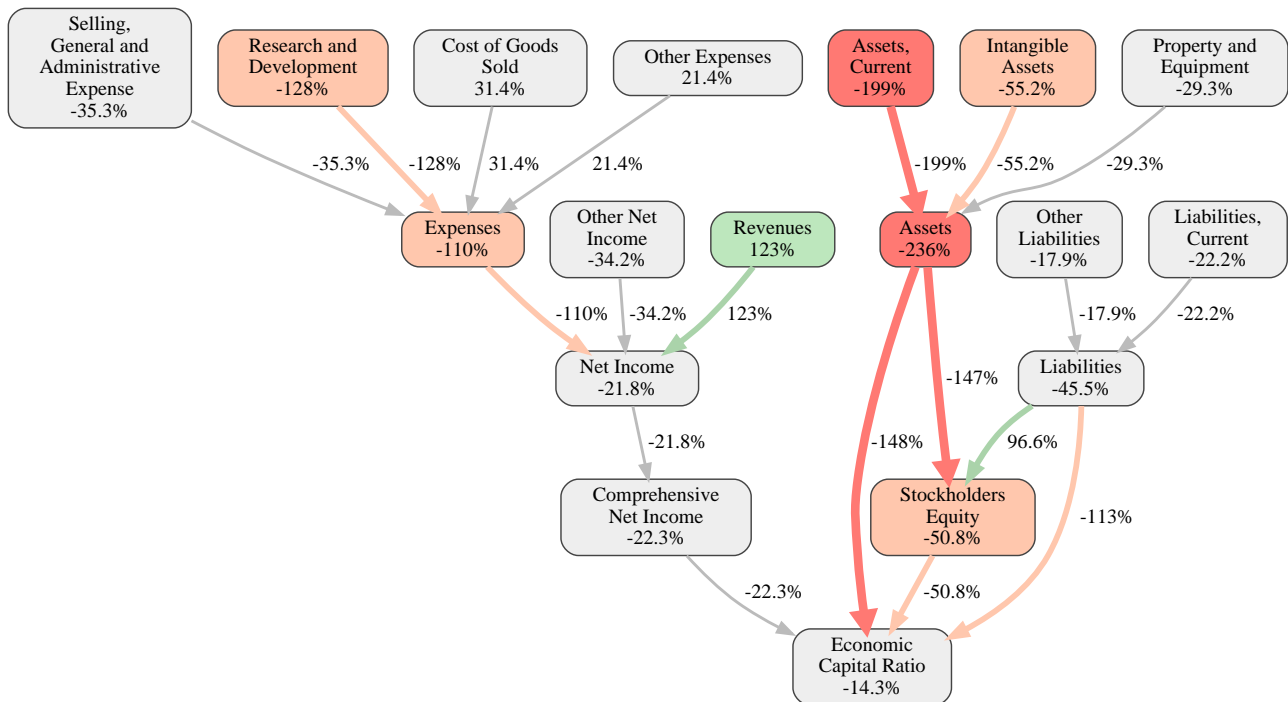 Selling,
General and
Administrative
Expense
-35.3%
Research and
Development
-128%
Cost of Goods
Sold
31.4%
Other Expenses
21.4%
Assets,
Current
-199%
Intangible
Assets
-55.2%
Property and
Equipment
-29.3%
-35.3%
-128%
31.4%
21.4%
-199%
-55.2%
-29.3%
Expenses
-110%
Other Net
Income
-34.2%
Revenues
123%
Assets
-236%
Other
Liabilities
-17.9%
Liabilities,
Current
-22.2%
-110%
-34.2%
123%
-17.9%
-22.2%
Net Income
-21.8%
-147%
Liabilities
-45.5%
-21.8%
-148%
96.6%
Comprehensive
Net Income
-22.3%
Stockholders
Equity
-50.8%
-113%
-22.3%
-50.8%
Economic
Capital Ratio
-14.3%